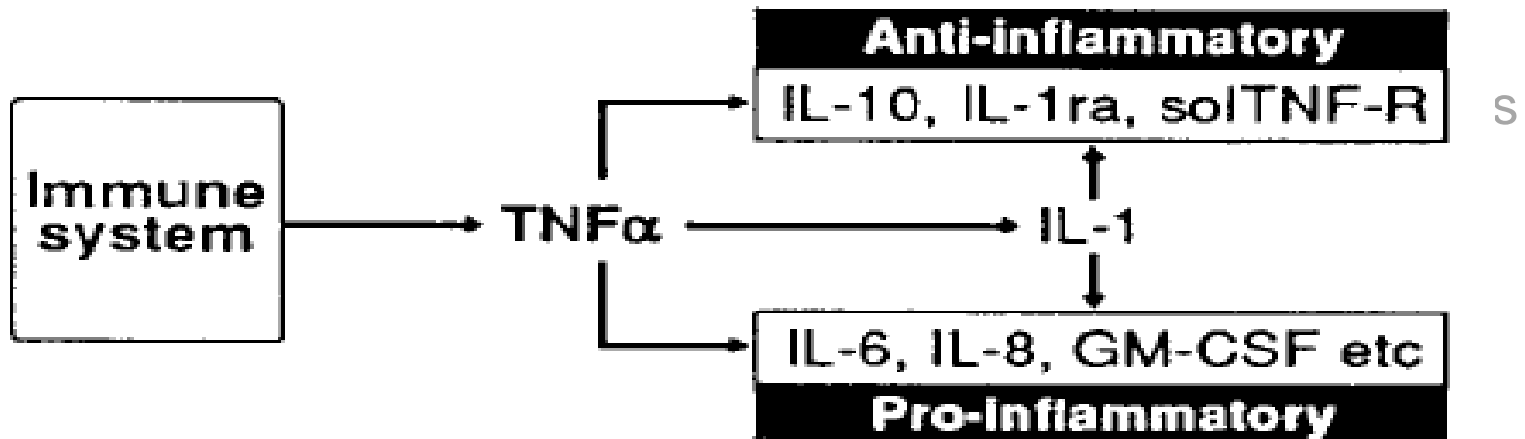 Anti-inflammatory
IL-10, IL-1ra, solTNF-R
s
Immune
system
TNFα
IL-1
IL-6, IL-8, GM-CSF etc
Pro-inflammatory